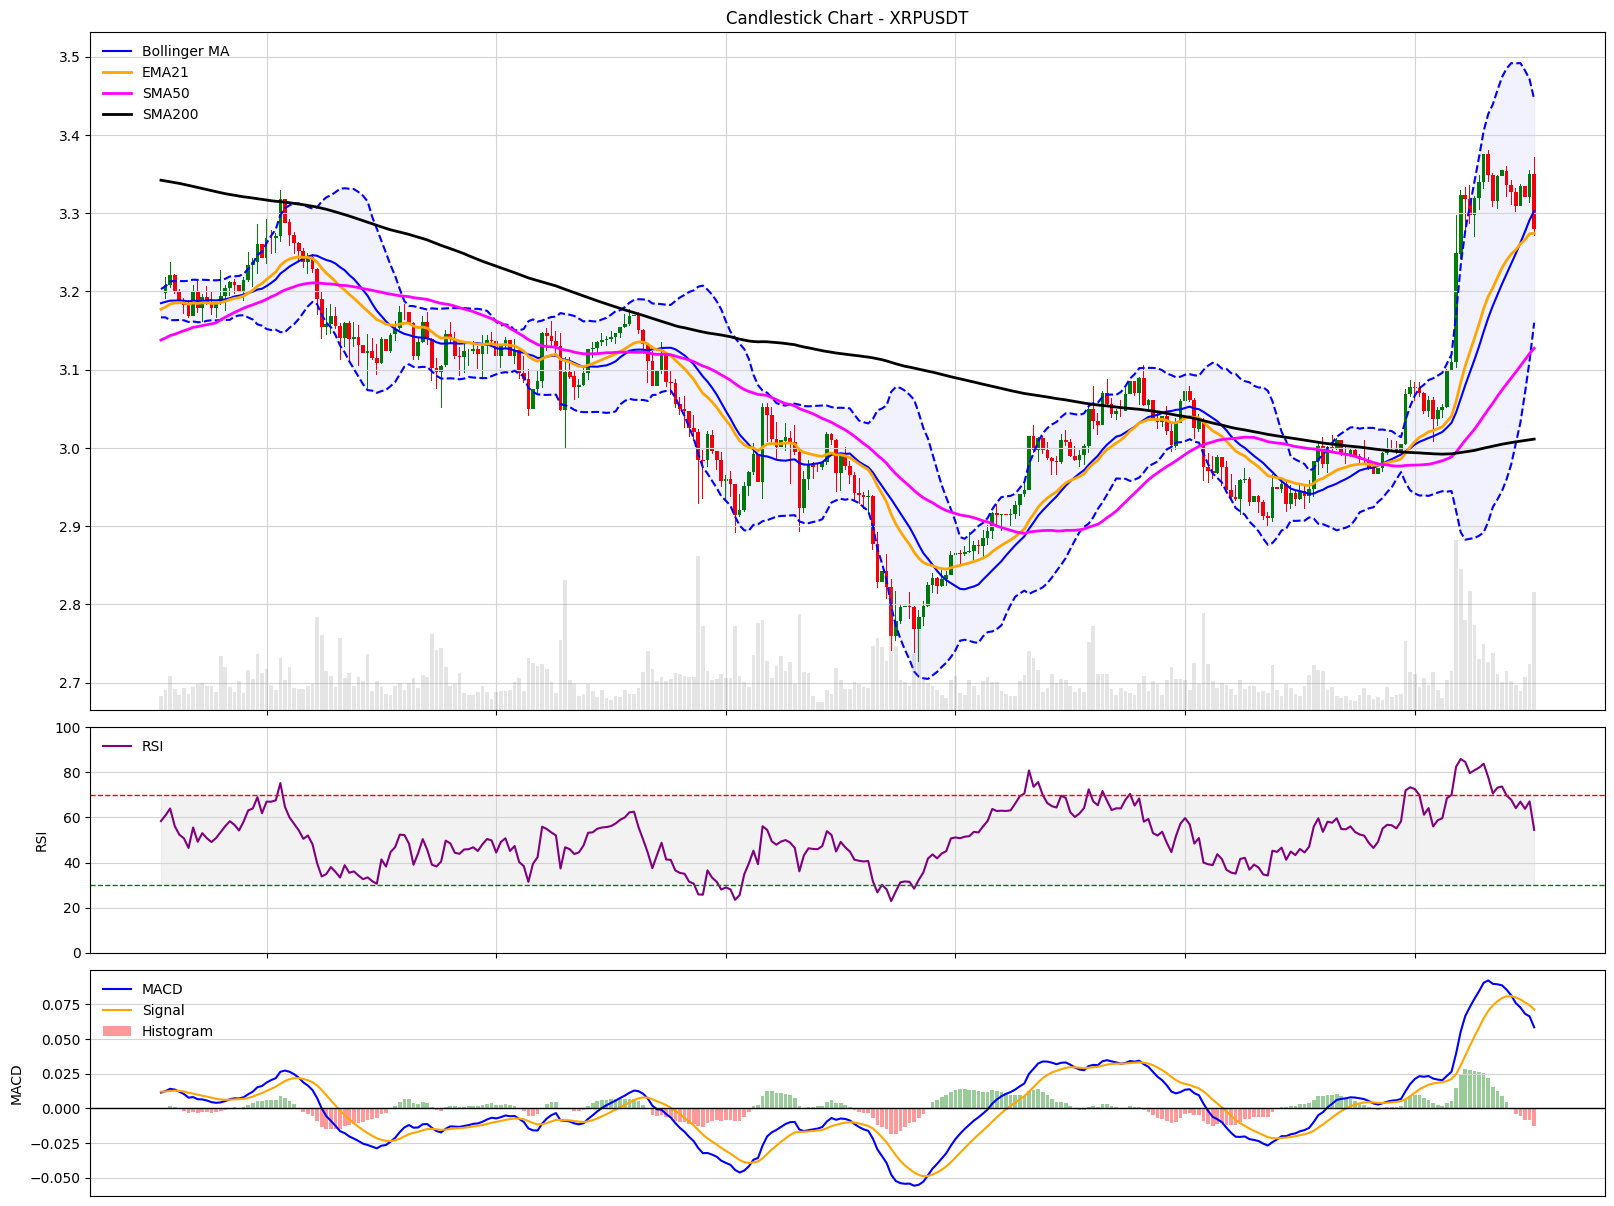 Candlestick Chart - XRPUSDT
Bollinger MA
EMA21
SMA50
SMA200
3.5
3.4
3.3
3.2
3.1
3.0
2.9
2.8
2.7
RSI
100
80
60
40
20
0
RSI
MACD
Signal
Histogram
0.075
0.050
0.025
0.000
−0.025
−0.050
MACD